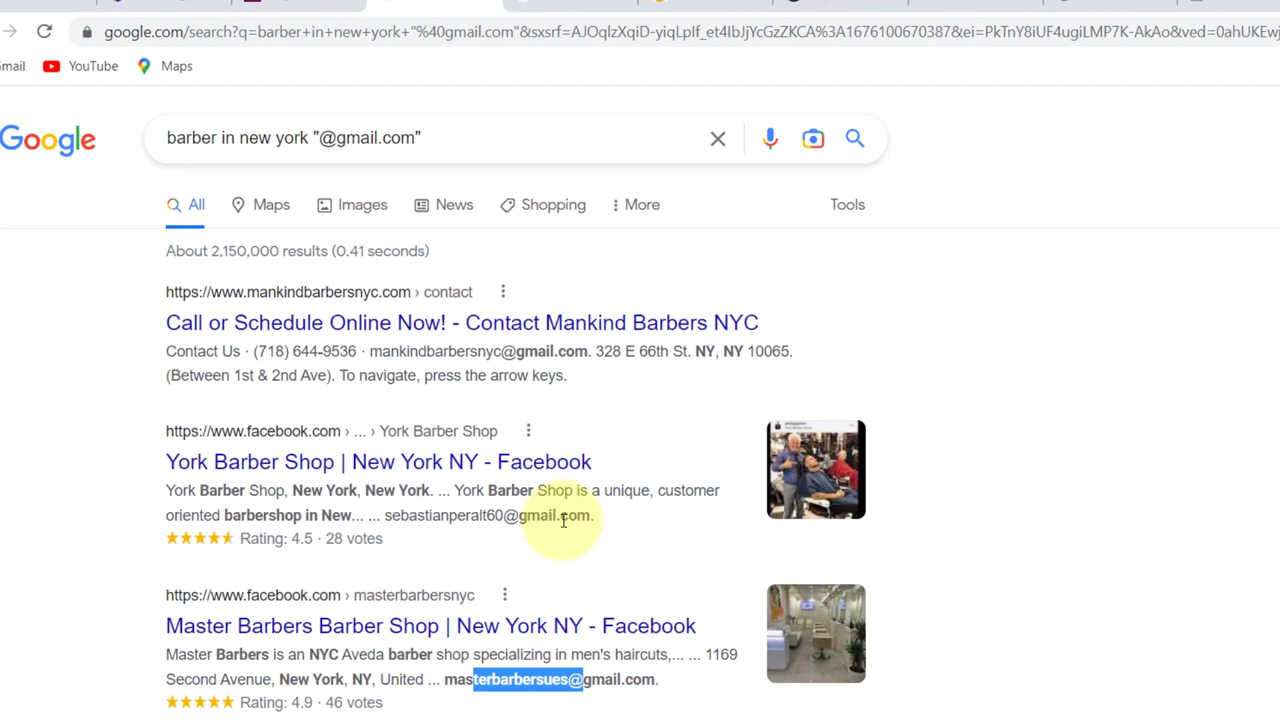 google.com/search?q=barber+in+new+york+"%40gmail.com"&sxsrf=AJOqlzXqiD-yiqLpIf_et4IbJjYcGzZKCA%3A1676100670387&ei=PkTnY8iUF4ugiLMP7K-AkAo&ved=0ahUKEwj
mail YouTube Maps
Google barber in new york "@gmail.com"
All Maps Images News Shopping More Tools
About 2,150,000 results (0.41 seconds)
https://www.mankindbarbersnyc.com › contact
Call or Schedule Online Now! - Contact Mankind Barbers NYC
Contact Us · (718) 644-9536 · mankindbarbersnyc@gmail.com. 328 E 66th St. NY, NY 10065.
(Between 1st & 2nd Ave). To navigate, press the arrow keys.
https://www.facebook.com › ... › York Barber Shop
York Barber Shop | New York NY - Facebook
York Barber Shop, New York, New York. ... York Barber Shop is a unique, customer
oriented barbershop in New... ... sebastianperalt60@gmail.com.
Rating: 4.5 · 28 votes
https://www.facebook.com › masterbarbersnyc
Master Barbers Barber Shop | New York NY - Facebook
Master Barbers is an NYC Aveda barber shop specializing in men's haircuts,... ... 1169
Second Avenue, New York, NY, United ... masterbarbersues@gmail.com.
Rating: 4.9 · 46 votes